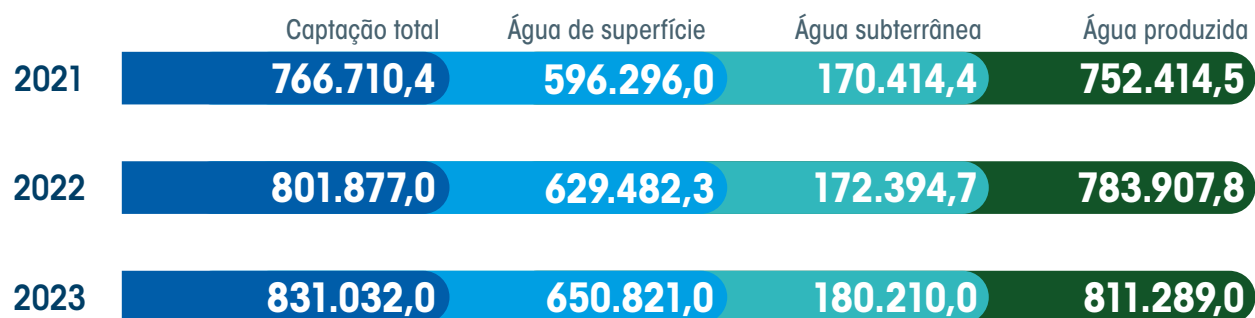 Captação total Água de superfície Água subterrânea Água produzida
2021 766.710,4 596.296,0 170.414,4 752.414,5
2022 801.877,0 629.482,3 172.394,7 783.907,8
2023 831.032,0 650.821,0 180.210,0 811.289,0